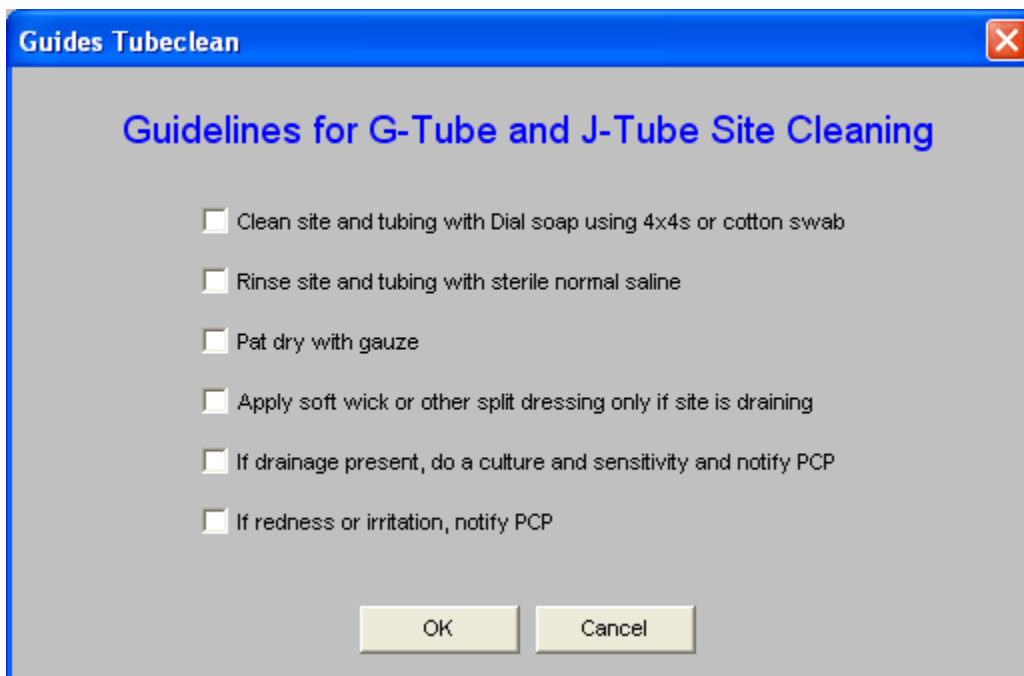 Guides Tubeclean
Guidelines for G-Tube and J-Tube Site Cleaning
Clean site and tubing with Dial soap using 4x4s or cotton swab
Rinse site and tubing with sterile normal saline
Pat dry with gauze
Apply soft wick or other split dressing only if site is draining
If drainage present, do a culture and sensitivity and notify PCP
If redness or irritation, notify PCP
OK Cancel